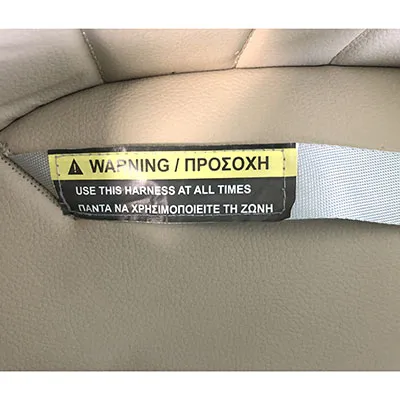 WARNING / ΠΡΟΣΟΧΗ
USE THIS HARNESS AT ALL TIMES
ΠΑΝΤΑ ΝΑ ΧΡΗΣΙΜΟΠΟΙΕΙΤΕ ΤΗ ΖΩΝΗ